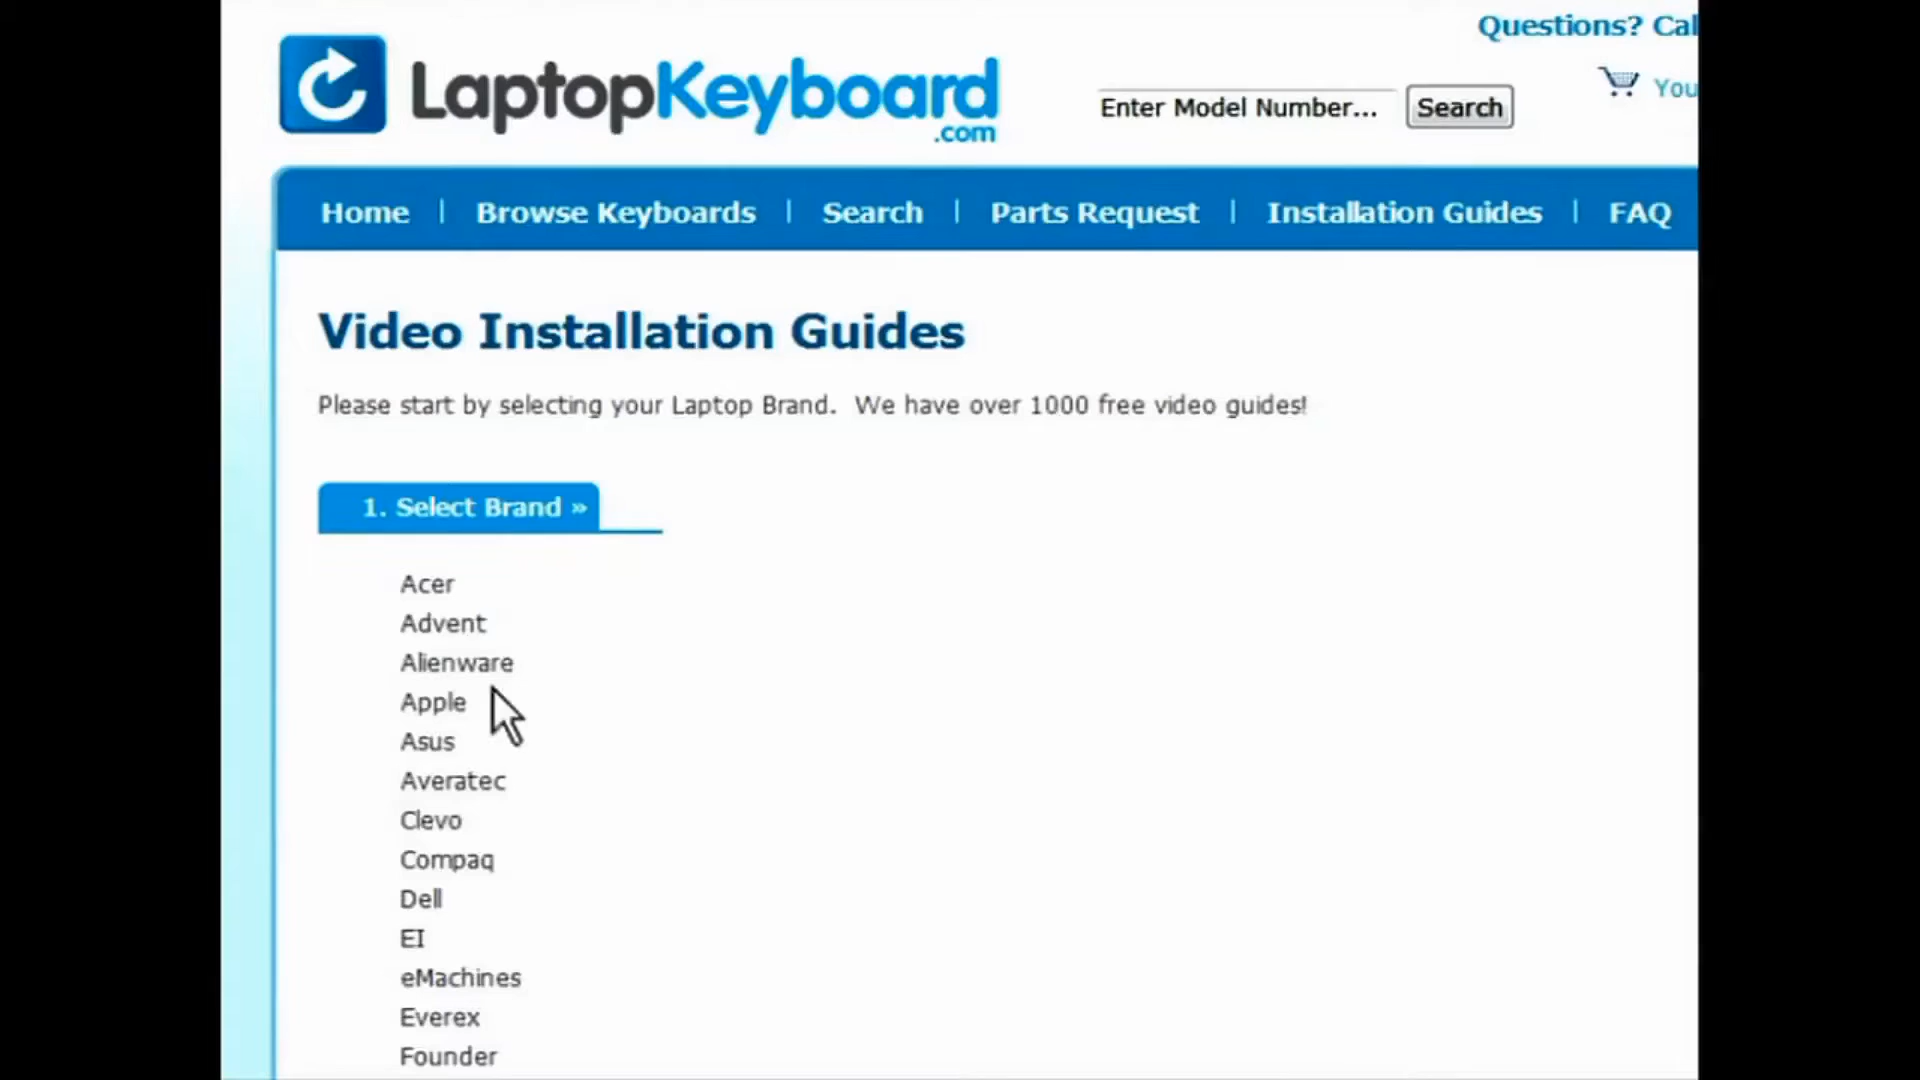 Questions? Cal
LaptopKeyboard
.com
Enter Model Number...
Search
You
Home
Browse Keyboards
Search
Parts Request
Installation Guides
FAQ
Video Installation Guides
Please start by selecting your Laptop Brand. We have over 1000 free video guides!
1. Select Brand »
Acer
Advent
Alienware
Apple
Asus
Averatec
Clevo
Compaq
Dell
EI
eMachines
Everex
Founder